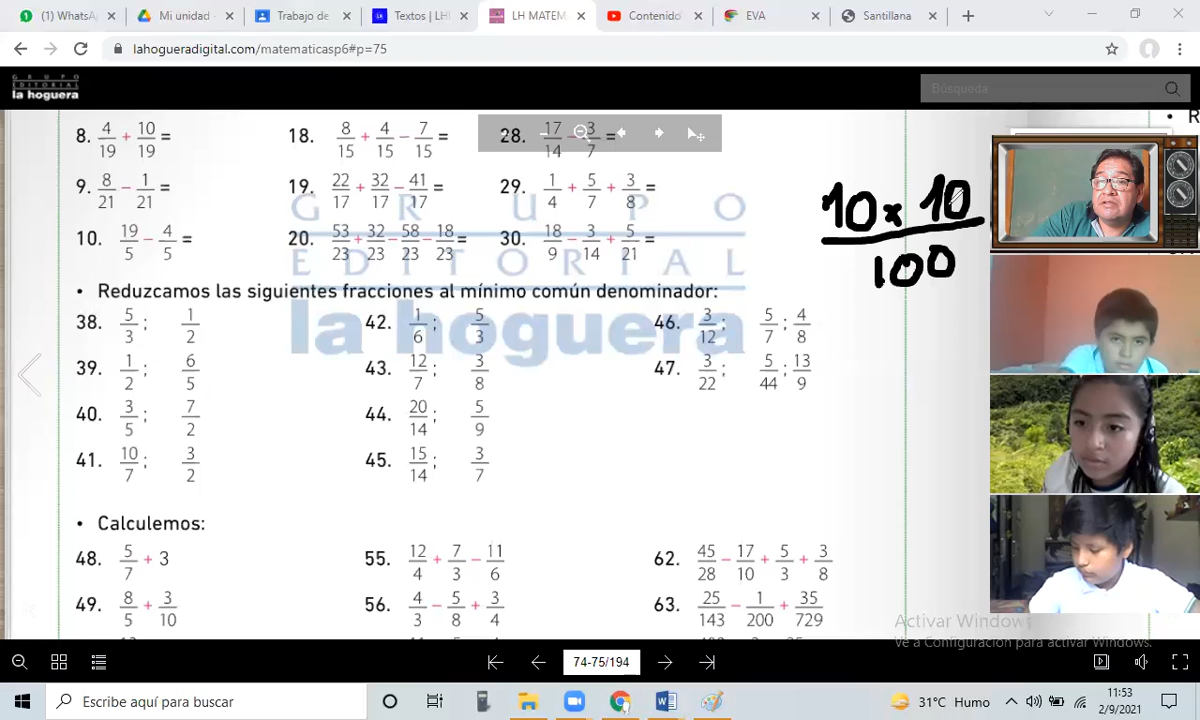 (1) WhatsA
Mi unidad -
Trabajo de
Textos | LHI
LH MATEM
Contenido
EVA
Santillana
lahogueradigital.com/matematicasp6#p=75
GRUPO
EDITORIAL
la hoguera
Búsqueda
8. 4/19 + 10/19 =
18. 8/15 + 4/15 − 7/15 =
28. 17/14 − 3/7 =
9. 8/21 − 1/21 =
19. 22/17 + 32/17 − 41/17 =
29. 1/4 + 5/7 + 3/8 =
10. 19/5 − 4/5 =
20. 53/23 + 32/23 − 58/23 − 18/23 =
30. 18/9 − 3/14 + 5/21 =
GRUPO
EDITORIAL
la hoguera
10 x 10
100
• Reduzcamos las siguientes fracciones al mínimo común denominador:
38. 5/3 ; 1/2
42. 1/6 ; 5/3
46. 3/12 ; 5/7 ; 4/8
39. 1/2 ; 6/5
43. 12/7 ; 3/8
47. 3/22 ; 5/44 ; 13/9
40. 3/5 ; 7/2
44. 20/14 ; 5/9
41. 10/7 ; 3/2
45. 15/14 ; 3/7
• Calculemos:
48. 5/7 + 3
55. 12/4 + 7/3 − 11/6
62. 45/28 − 17/10 + 5/3 + 3/8
49. 8/5 + 3/10
56. 4/3 − 5/8 + 3/4
63. 25/143 − 1/200 + 35/729
Activar Windows
Ve a Configuración para activar Windows.
74-75/194
Escribe aquí para buscar
31°C Humo
11:53
2/9/2021